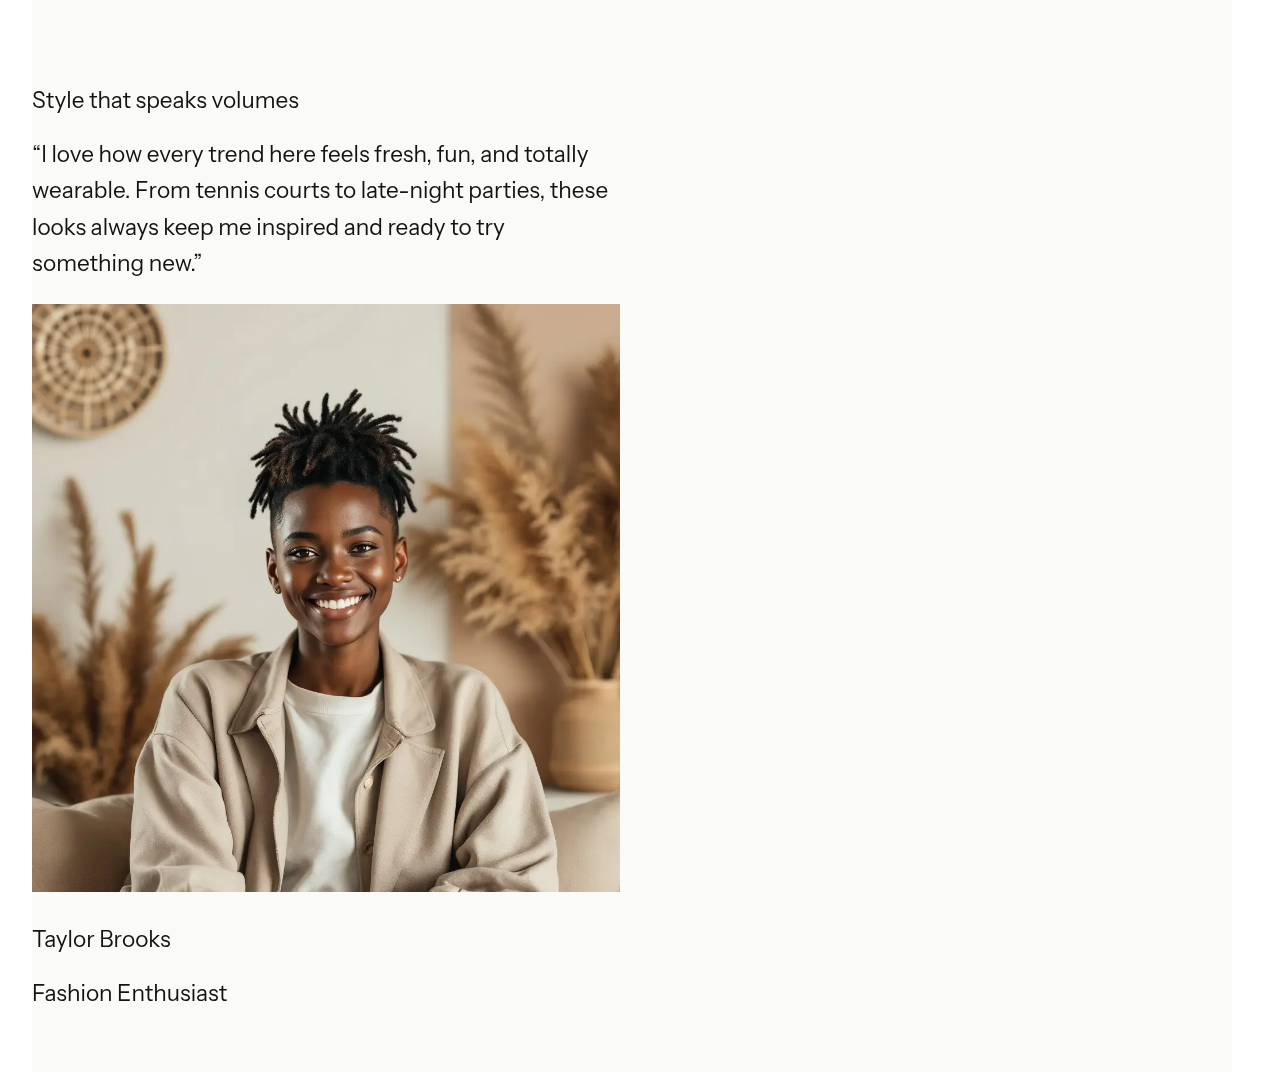 Style that speaks volumes
“I love how every trend here feels fresh, fun, and totally
wearable. From tennis courts to late-night parties, these
looks always keep me inspired and ready to try
something new.”
Taylor Brooks
Fashion Enthusiast